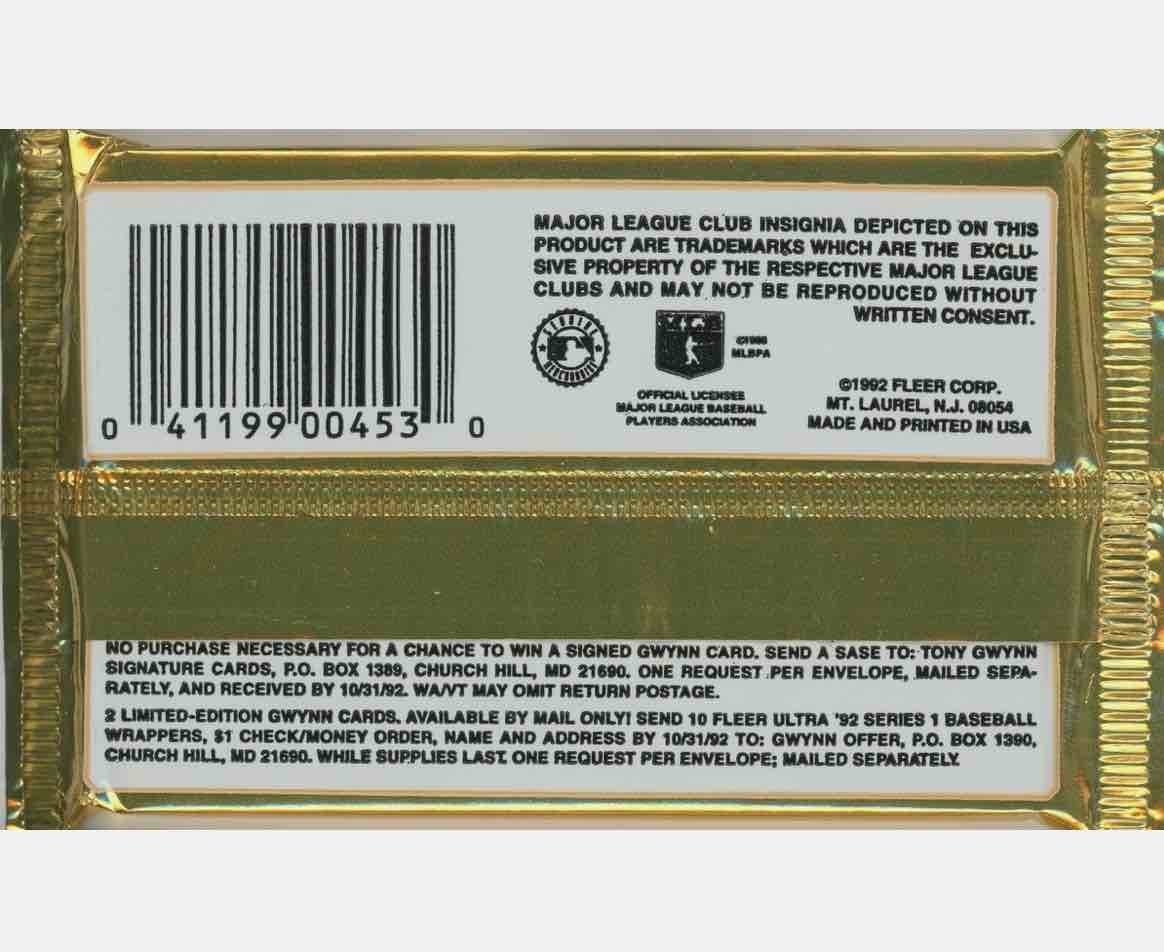 MAJOR LEAGUE CLUB INSIGNIA DEPICTED ON THIS
PRODUCT ARE TRADEMARKS WHICH ARE THE EXCLU-
SIVE PROPERTY OF THE RESPECTIVE MAJOR LEAGUE
CLUBS AND MAY NOT BE REPRODUCED WITHOUT
WRITTEN CONSENT.
GENUINE
MERCHANDISE
MLBPA
OFFICIAL LICENSEE
MAJOR LEAGUE BASEBALL
PLAYERS ASSOCIATION
©1992 FLEER CORP.
MT. LAUREL, N.J. 08054
MADE AND PRINTED IN USA
0 41199 00453 0
NO PURCHASE NECESSARY FOR A CHANCE TO WIN A SIGNED GWYNN CARD. SEND A SASE TO: TONY GWYNN
SIGNATURE CARDS, P.O. BOX 1389, CHURCH HILL, MD 21690. ONE REQUEST PER ENVELOPE, MAILED SEPA-
RATELY, AND RECEIVED BY 10/31/92. WA/VT MAY OMIT RETURN POSTAGE.
2 LIMITED-EDITION GWYNN CARDS. AVAILABLE BY MAIL ONLY! SEND 10 FLEER ULTRA '92 SERIES 1 BASEBALL
WRAPPERS, $1 CHECK/MONEY ORDER, NAME AND ADDRESS BY 10/31/92 TO: GWYNN OFFER, P.O. BOX 1390,
CHURCH HILL, MD 21690. WHILE SUPPLIES LAST. ONE REQUEST PER ENVELOPE; MAILED SEPARATELY.